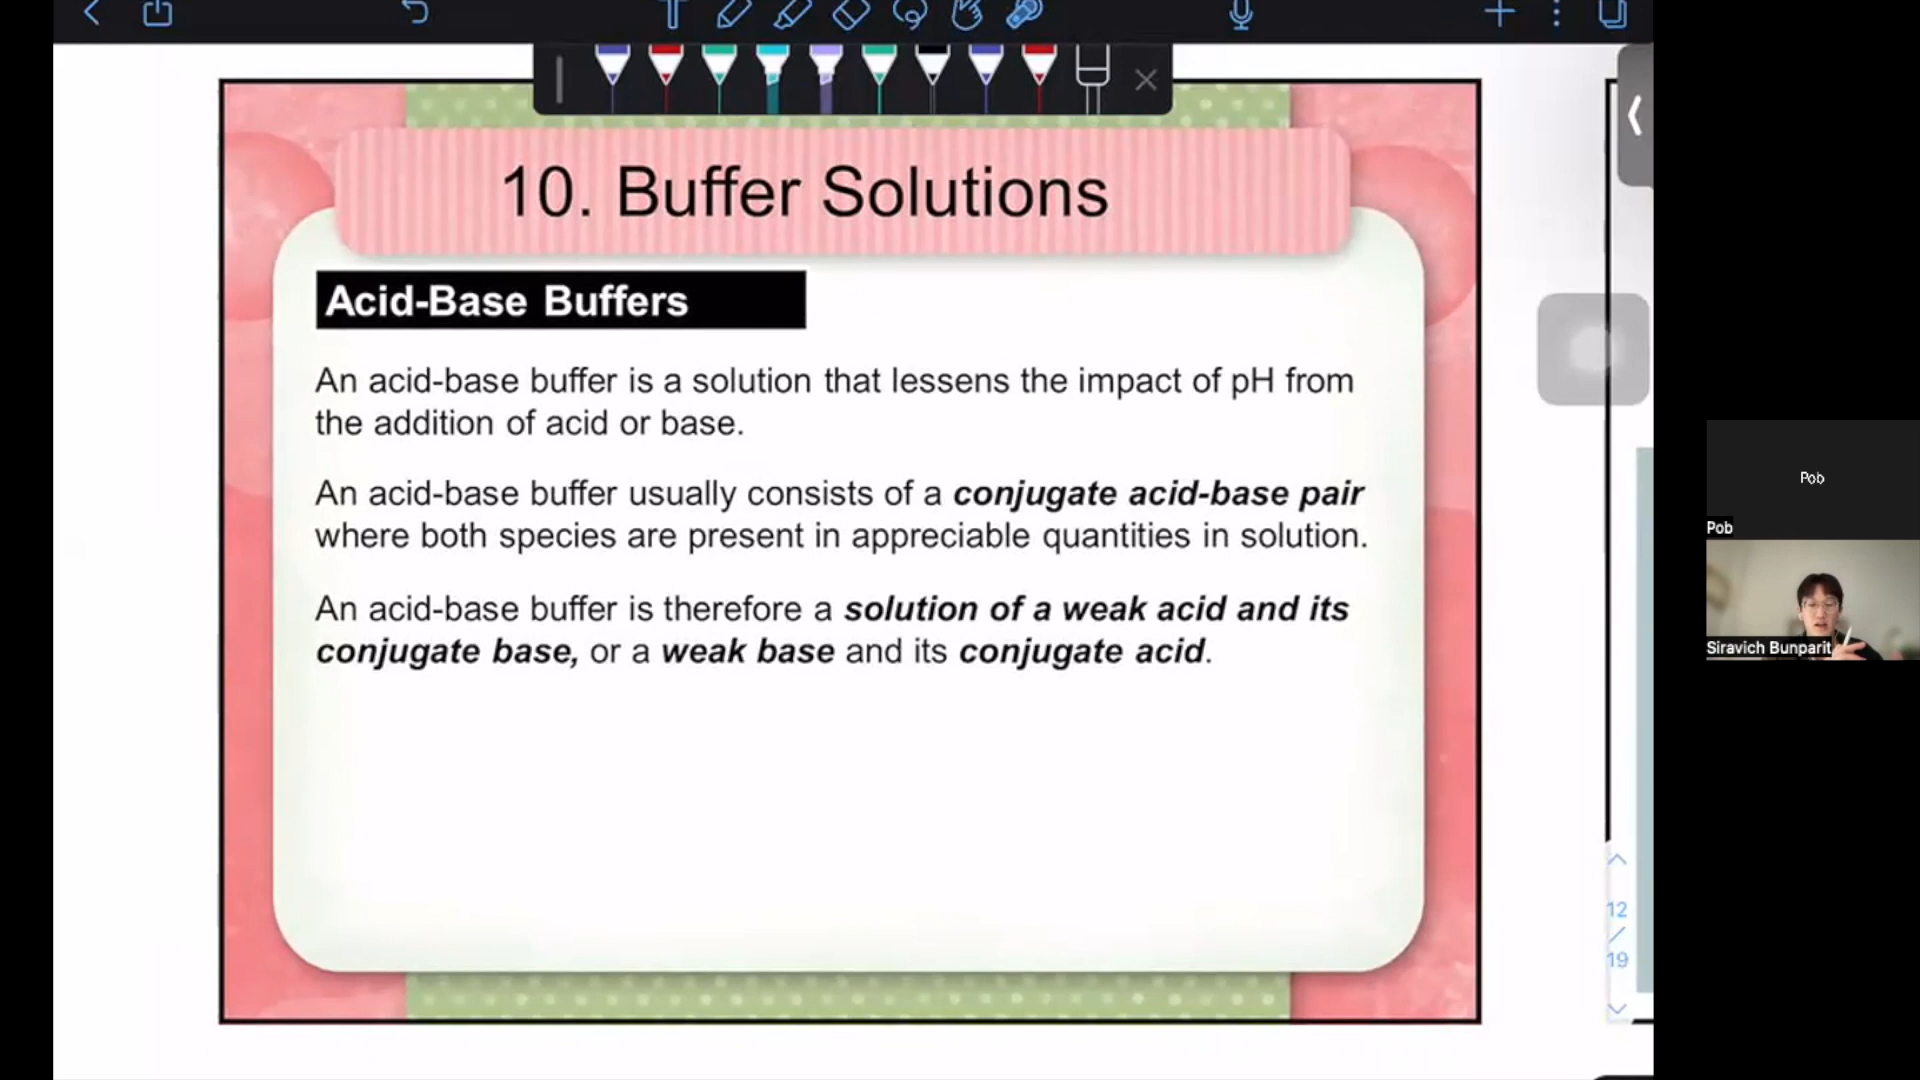 10. Buffer Solutions
Acid-Base Buffers
An acid-base buffer is a solution that lessens the impact of pH from
the addition of acid or base.
An acid-base buffer usually consists of a conjugate acid-base pair
where both species are present in appreciable quantities in solution.
An acid-base buffer is therefore a solution of a weak acid and its
conjugate base, or a weak base and its conjugate acid.
12
/
19
Pob
Pob
Siravich Bunparit